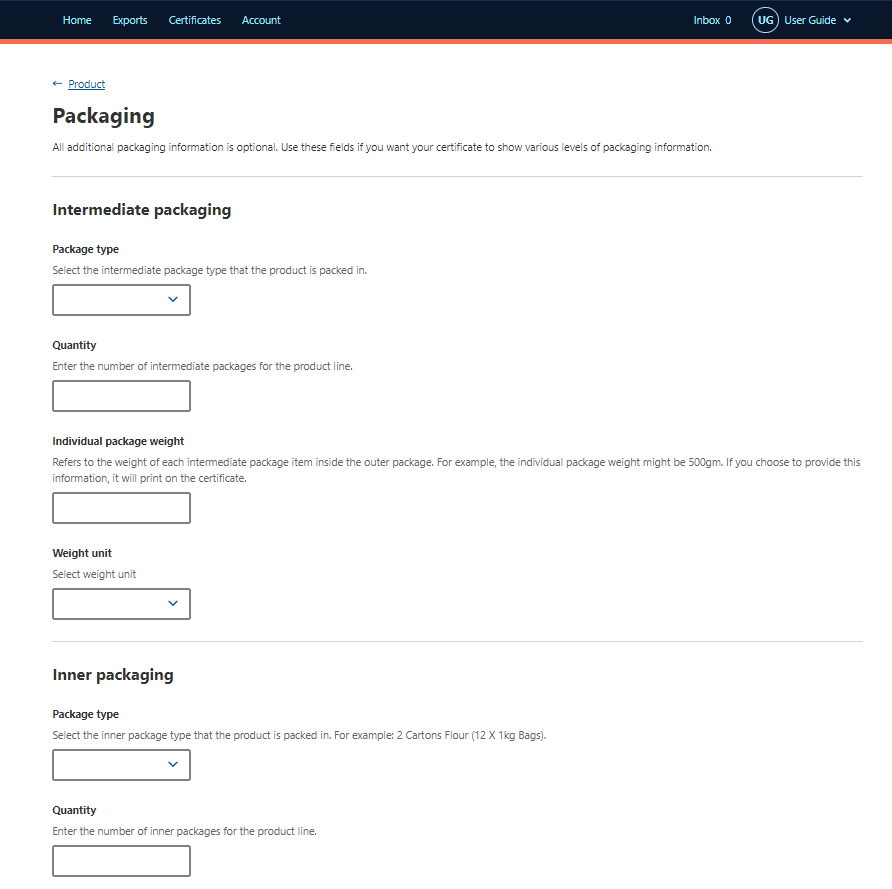 Home Exports Certificates Account Inbox 0 UG User Guide
← Product
Packaging
All additional packaging information is optional. Use these fields if you want your certificate to show various levels of packaging information.
Intermediate packaging
Package type
Select the intermediate package type that the product is packed in.
Quantity
Enter the number of intermediate packages for the product line.
Individual package weight
Refers to the weight of each intermediate package item inside the outer package. For example, the individual package weight might be 500gm. If you choose to provide this
information, it will print on the certificate.
Weight unit
Select weight unit
Inner packaging
Package type
Select the inner package type that the product is packed in. For example: 2 Cartons Flour (12 X 1kg Bags).
Quantity
Enter the number of inner packages for the product line.